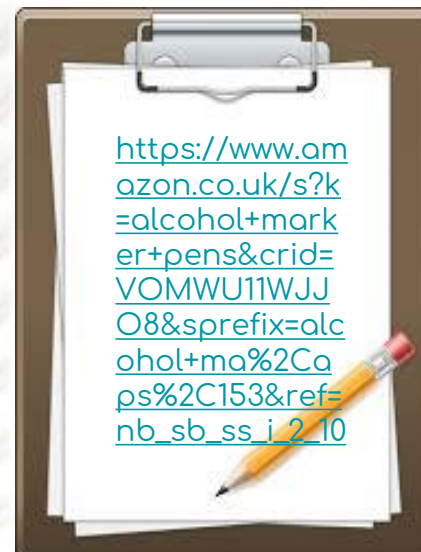 https://www.am
azon.co.uk/s?k
=alcohol+mark
er+pens&crid=
VOMWU11WJJ
O8&sprefix=alc
ohol+ma%2Ca
ps%2C153&ref=
nb_sb_ss_i_2_10